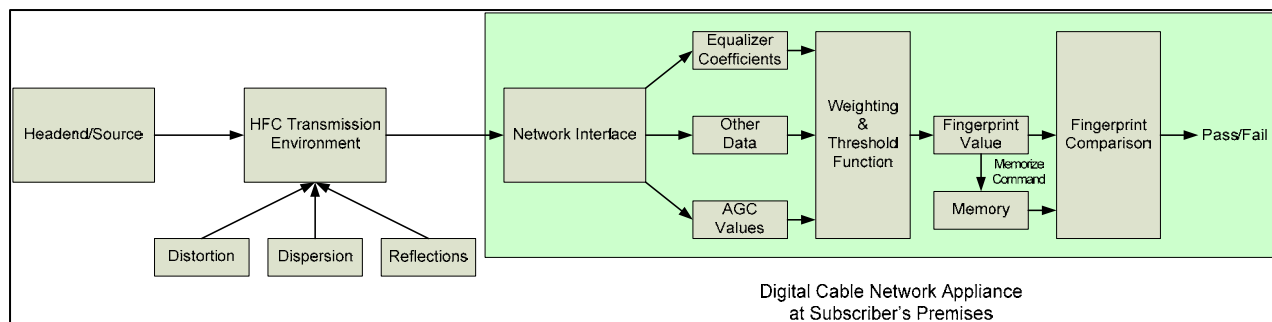 Headend/Source
HFC Transmission
Environment
Distortion
Dispersion
Reflections
Network Interface
Equalizer
Coefficients
Other
Data
AGC
Values
Weighting
&
Threshold
Function
Fingerprint
Value
Memorize
Command
Memory
Fingerprint
Comparison
Pass/Fail
Digital Cable Network Appliance
at Subscriber's Premises